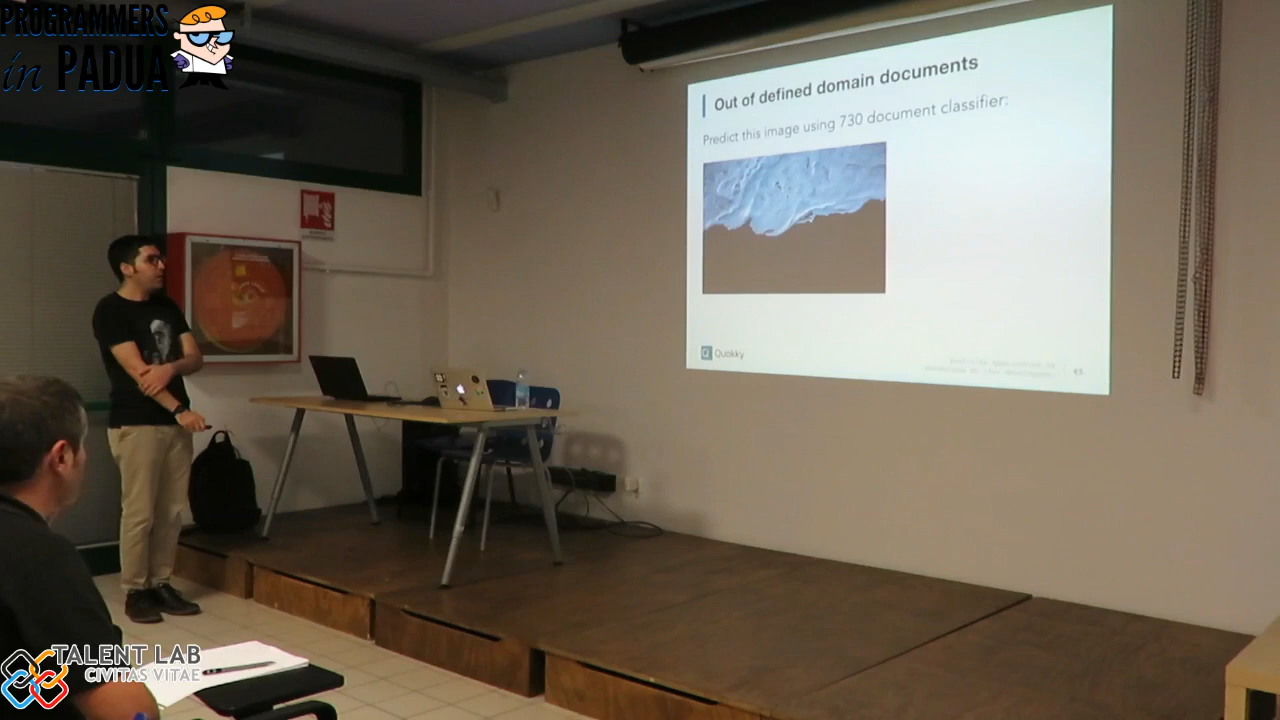 PROGRAMMERS
in PADUA
Out of defined domain documents
Predict this image using 730 document classifier:
Quokky
TALENT LAB
CIVITAS VITAE